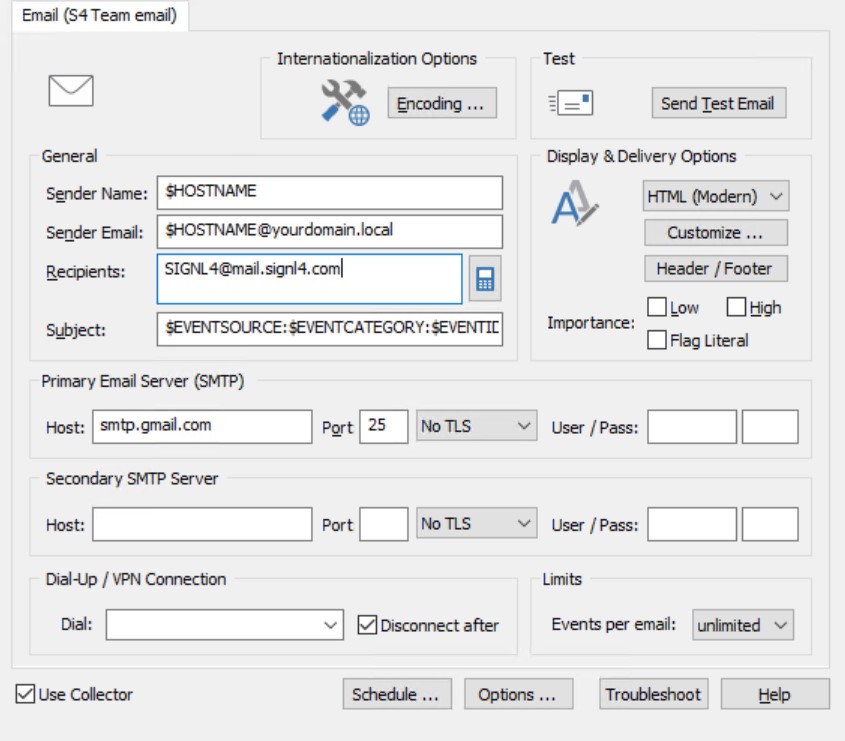 Email (S4 Team email)
Internationalization Options
Encoding ...
Test
Send Test Email
General
Sender Name: $HOSTNAME
Sender Email: $HOSTNAME@yourdomain.local
Recipients: SIGNL4@mail.signl4.com
Subject: $EVENTSOURCE:$EVENTCATEGORY:$EVENTID
Display & Delivery Options
HTML (Modern)
Customize ...
Header / Footer
Importance: Low High
Flag Literal
Primary Email Server (SMTP)
Host: smtp.gmail.com Port 25 No TLS User / Pass:
Secondary SMTP Server
Host: Port No TLS User / Pass:
Dial-Up / VPN Connection
Dial: Disconnect after
Limits
Events per email: unlimited
Use Collector Schedule ... Options ... Troubleshoot Help